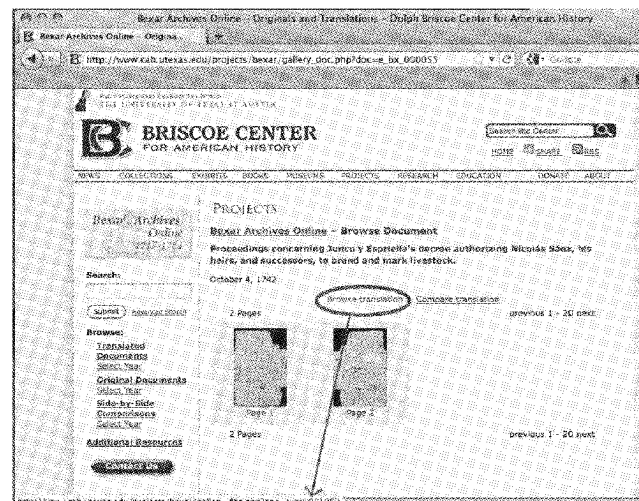 Bexar Archives Online - Originals and Translations - Dolph Briscoe Center for American History
Bexar Archives Online - Origina...
http://www.cah.utexas.edu/projects/bexar/gallery_doc.php?doc=e_bx_000055
Google
THE UNIVERSITY OF TEXAS AT AUSTIN
BRISCOE CENTER
FOR AMERICAN HISTORY
Search the Center
HOME SHARE RSS
NEWS COLLECTIONS EXHIBITS BOOKS MUSEUMS PROJECTS RESEARCH EDUCATION DONATE ABOUT
Bexar Archives
Online
PROJECTS
Bexar Archives Online - Browse Document
Proceedings concerning Junco y Espriella's decree authorizing Nicolás Sáez, his
heirs, and successors, to brand and mark livestock.
October 4, 1742
Search:
Submit Advanced Search
Browse translation Compare translation
2 Pages previous 1 - 20 next
Browse:
Translated
Documents
Select Year
Original Documents
Select Year
Side-by-Side
Comparisons
Select Year
Additional Resources
Contact Us
Page 1 Page 2
2 Pages previous 1 - 20 next